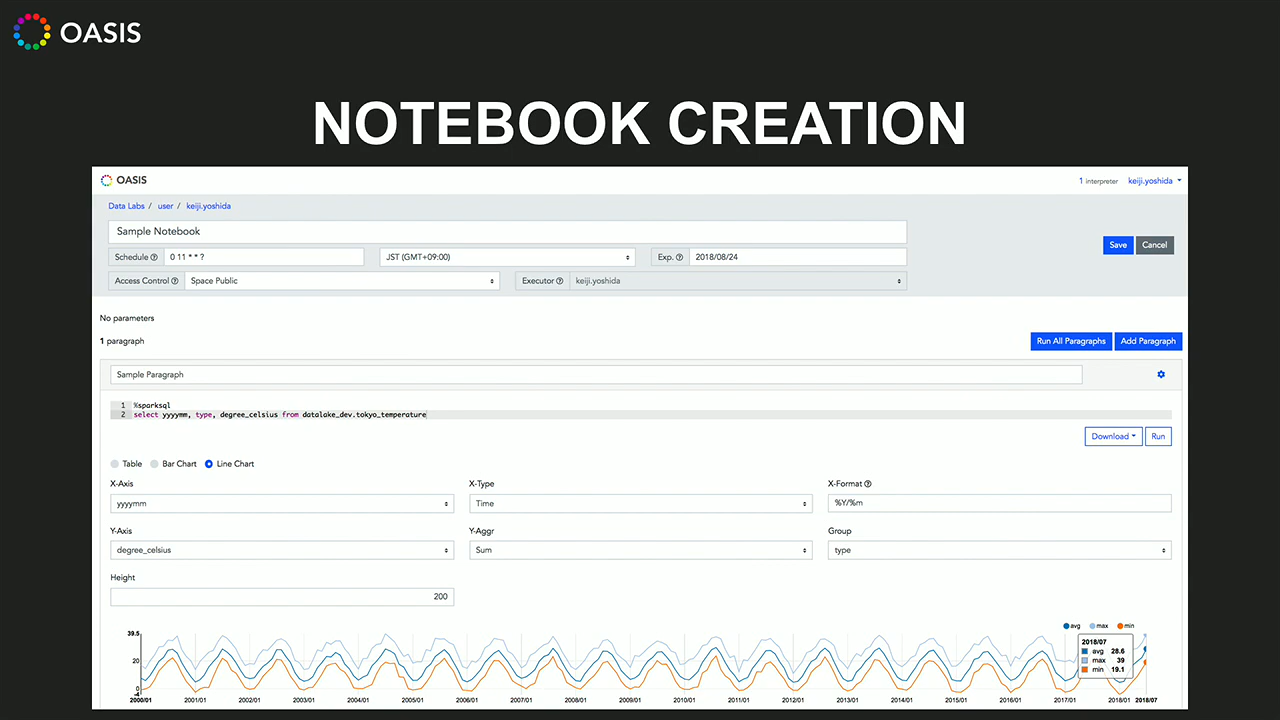 OASIS
NOTEBOOK CREATION
OASIS
1 interpreter keiji.yoshida
Data Labs / user / keiji.yoshida
Sample Notebook
Save Cancel
Schedule 0 11 * * ? JST (GMT+09:00) Exp. 2018/08/24
Access Control Space Public Executor keiji.yoshida
No parameters
1 paragraph
Run All Paragraphs Add Paragraph
Sample Paragraph
1 %sparksql
2 select yyyymm, type, degree_celsius from datalake_dev.tokyo_temperature
Download Run
Table Bar Chart Line Chart
X-Axis X-Type X-Format
yyyymm Time %Y/%m
Y-Axis Y-Aggr Group
degree_celsius Sum type
Height
200
avg max min
39.5
2018/07
avg 28.6
20
max 39
min 19.1
0
-4
2000/01 2001/01 2002/01 2003/01 2004/01 2005/01 2006/01 2007/01 2008/01 2009/01 2010/01 2011/01 2012/01 2013/01 2014/01 2015/01 2016/01 2017/01 2018/01 2018/07